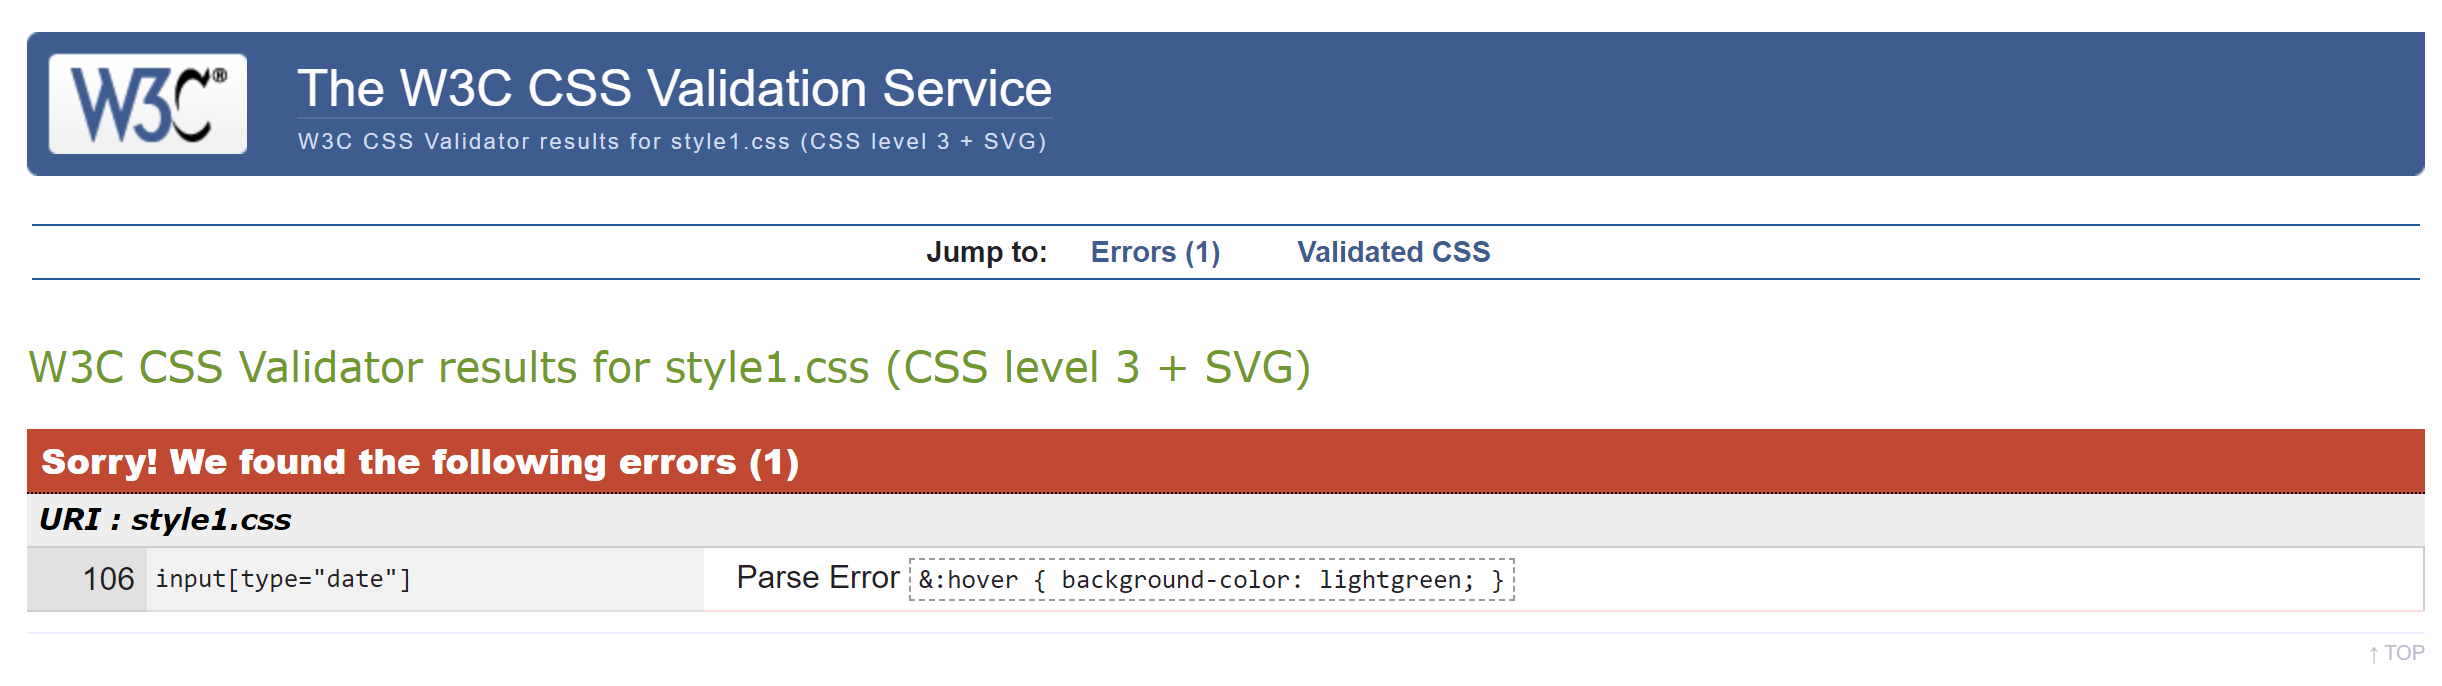 W3C®
The W3C CSS Validation Service
W3C CSS Validator results for style1.css (CSS level 3 + SVG)
Jump to: Errors (1) Validated CSS
W3C CSS Validator results for style1.css (CSS level 3 + SVG)
Sorry! We found the following errors (1)
URI : style1.css
106 input[type="date"] Parse Error &:hover { background-color: lightgreen; }
↑ TOP